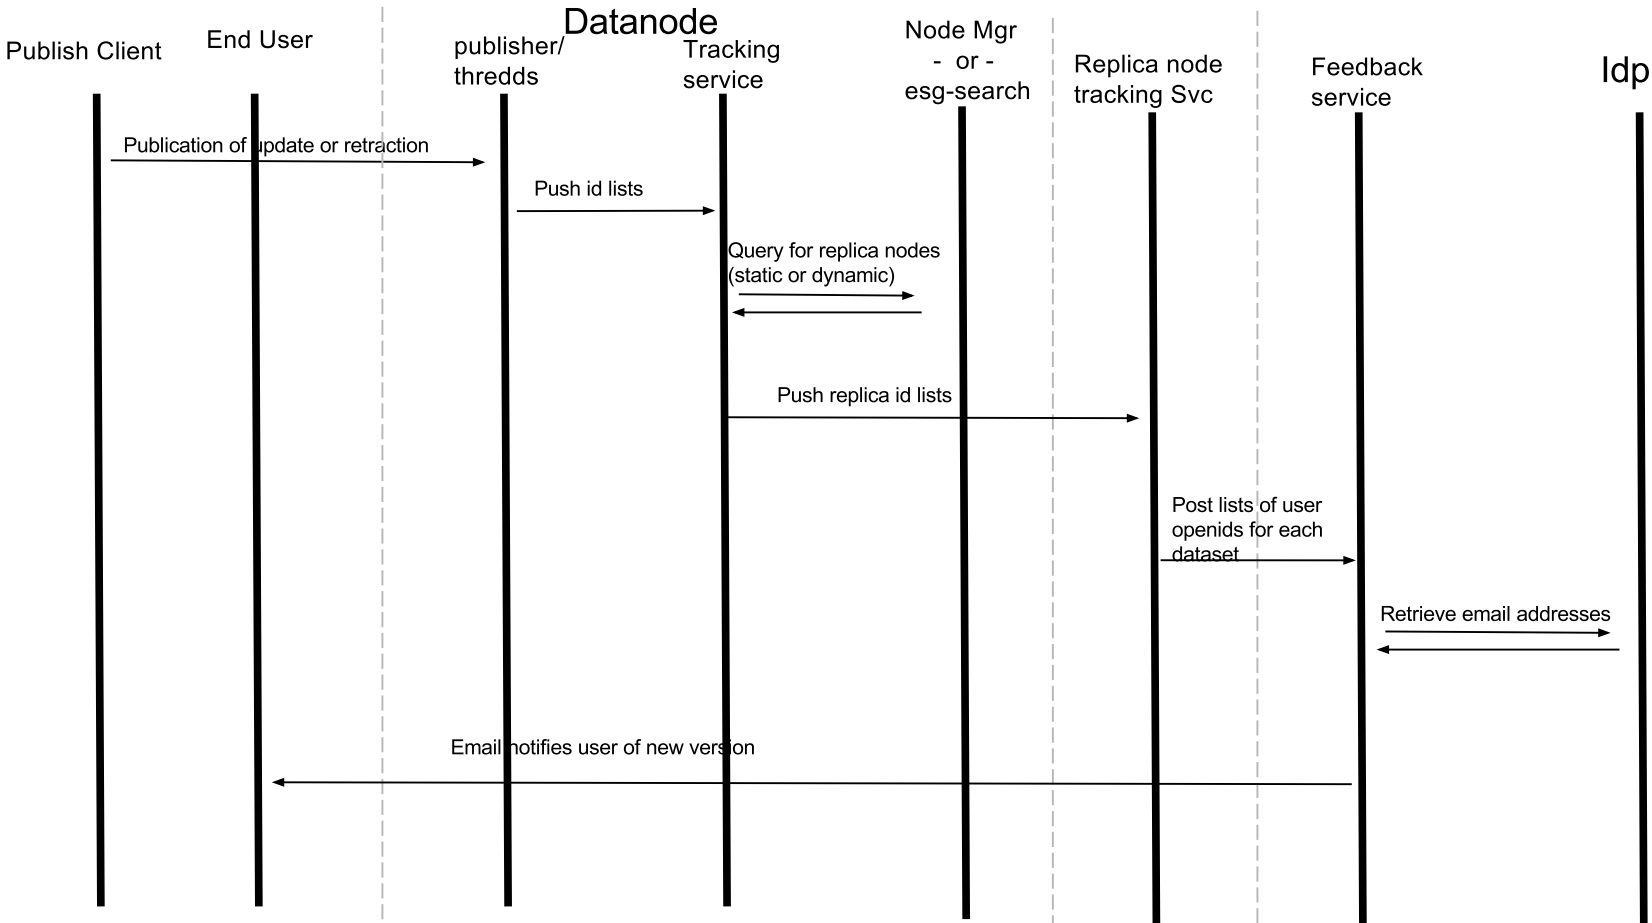 Datanode
Publish Client
End User
publisher/
thredds
Tracking
service
Node Mgr
- or -
esg-search
Replica node
tracking Svc
Feedback
service
Idp
Publication of update or retraction
Push id lists
Query for replica nodes
(static or dynamic)
Push replica id lists
Post lists of user
openids for each
dataset
Retrieve email addresses
Email notifies user of new version